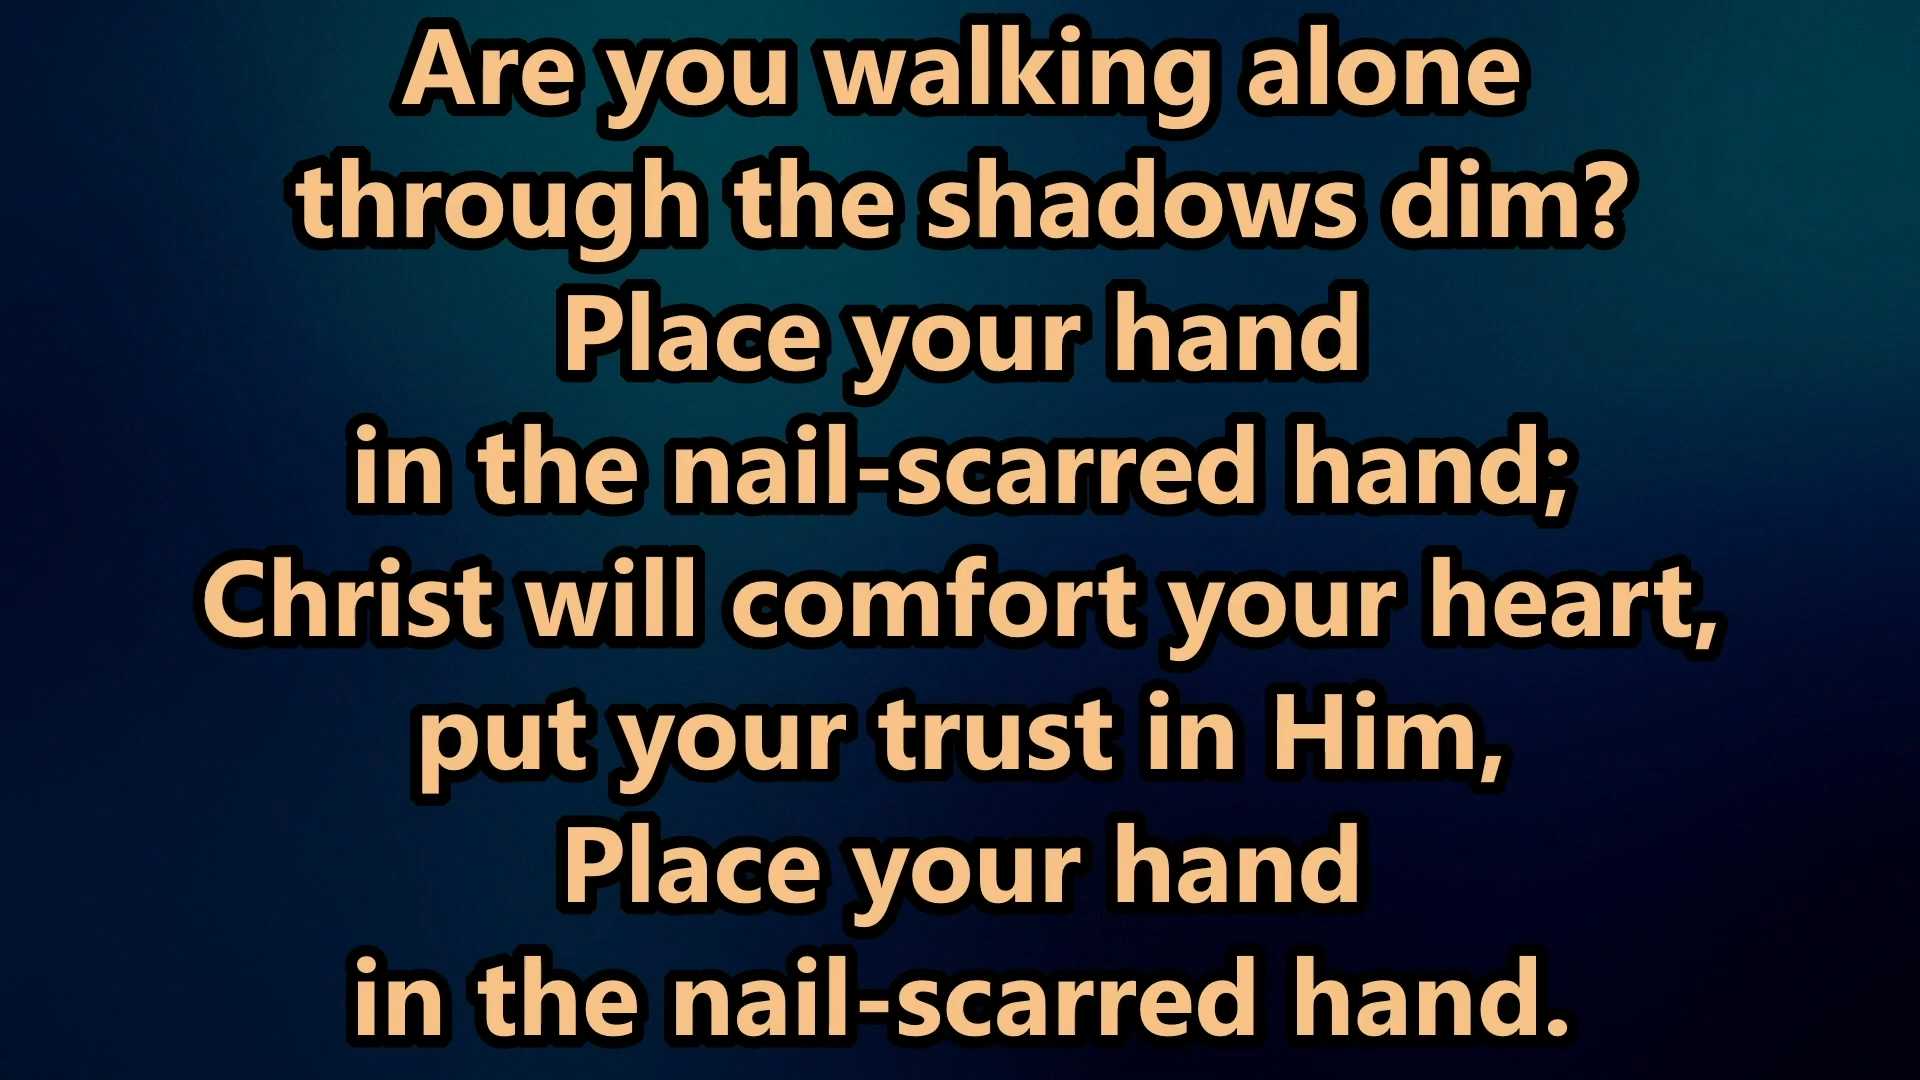 Are you walking alone
through the shadows dim?
Place your hand
in the nail-scarred hand;
Christ will comfort your heart,
put your trust in Him,
Place your hand
in the nail-scarred hand.